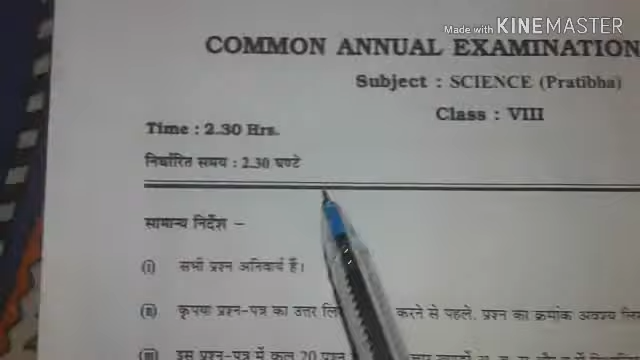 Made with KINEMASTER
COMMON ANNUAL EXAMINATION
Subject : SCIENCE (Pratibha)
Class : VIII
Time : 2.30 Hrs.
निर्धारित समय : 2.30 घण्टे
सामान्य निर्देश –
(i) सभी प्रश्न अनिवार्य हैं।
(ii) कृपया प्रश्न-पत्र का उत्तर करने से पहले, प्रश्न का क्रमांक अवश्य
(iii) इस प्रश्न-पत्र में कुल 20 प्रश्न